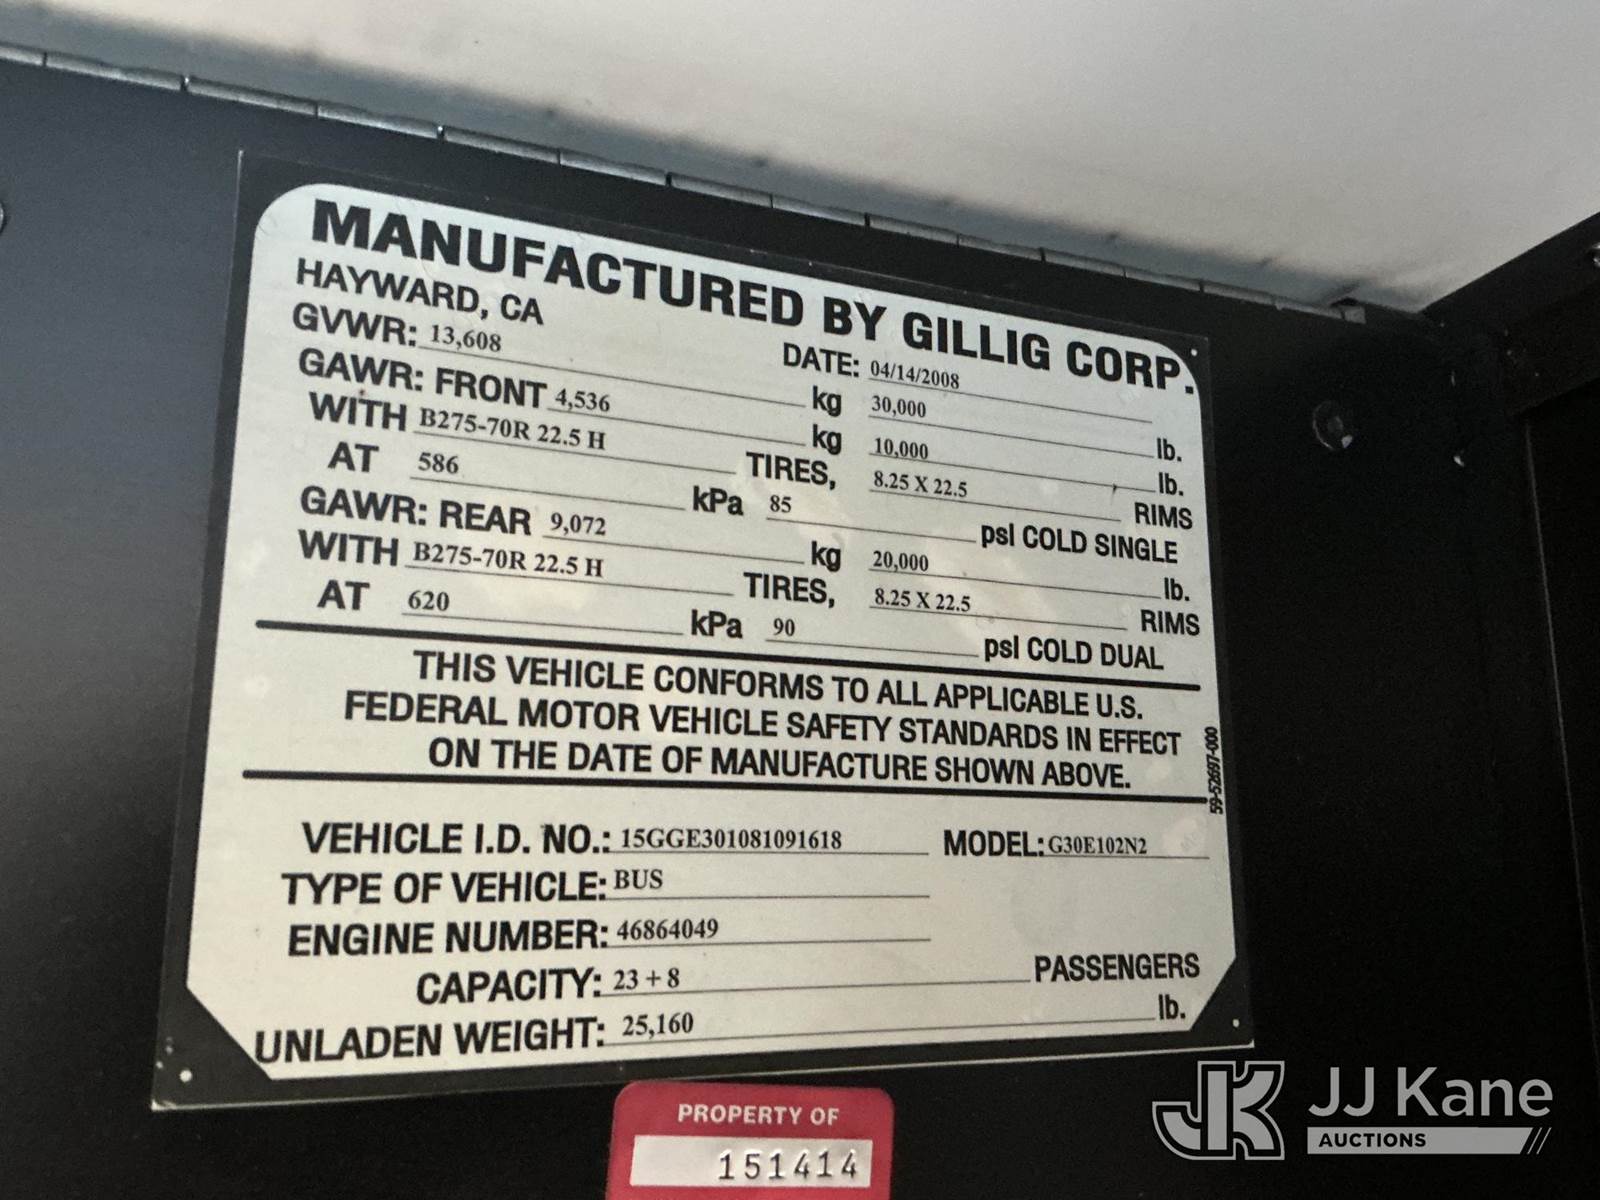 MANUFACTURED BY GILLIG CORP.
HAYWARD, CA DATE: 04/14/2008
GVWR: 13,608 kg 30,000 lb.
GAWR: FRONT 4,536 kg 10,000 lb.
WITH B275-70R 22.5 H TIRES, 8.25 X 22.5 RIMS
AT 586 kPa 85 psI COLD SINGLE
GAWR: REAR 9,072 kg 20,000 lb.
WITH B275-70R 22.5 H TIRES, 8.25 X 22.5 RIMS
AT 620 kPa 90 psI COLD DUAL
THIS VEHICLE CONFORMS TO ALL APPLICABLE U.S.
FEDERAL MOTOR VEHICLE SAFETY STANDARDS IN EFFECT
ON THE DATE OF MANUFACTURE SHOWN ABOVE.
59-52697-000
VEHICLE I.D. NO.: 15GGE301081091618 MODEL: G30E102N2
TYPE OF VEHICLE: BUS
ENGINE NUMBER: 46864049
CAPACITY: 23 + 8 PASSENGERS
UNLADEN WEIGHT: 25,160 lb.
PROPERTY OF
151414
JK JJ Kane
AUCTIONS